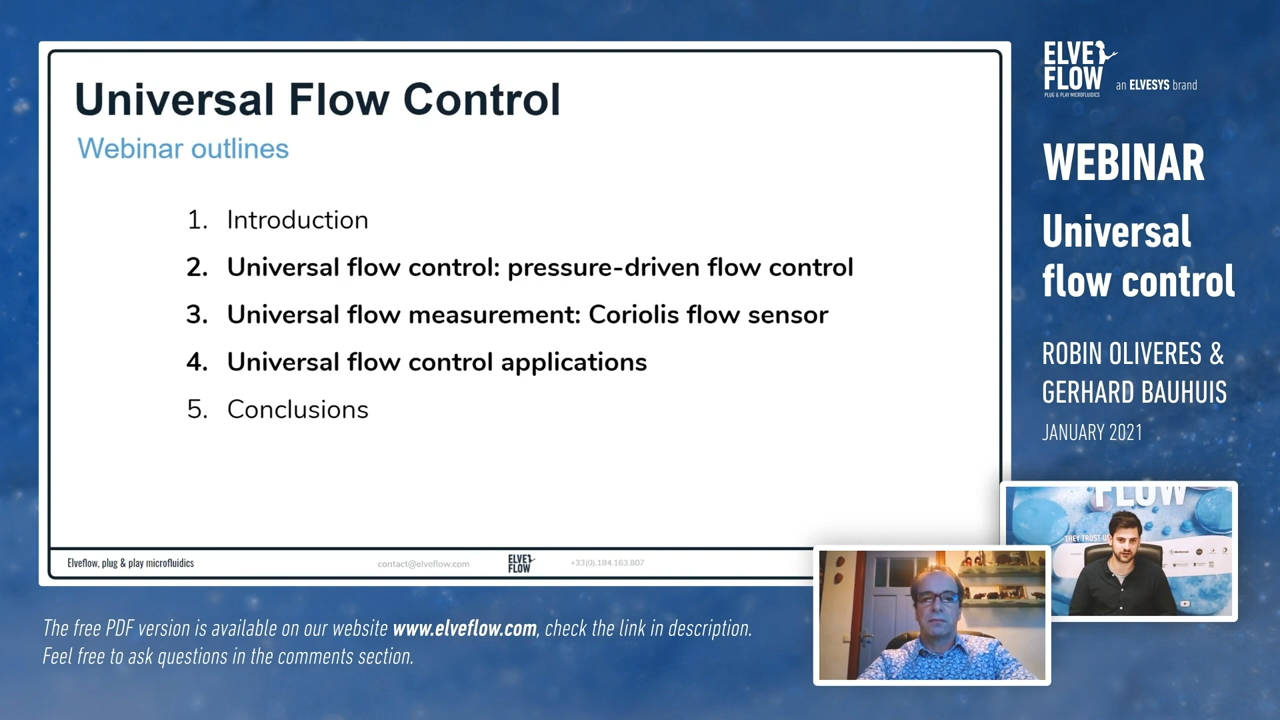 Universal Flow Control
Webinar outlines
1. Introduction
2. Universal flow control: pressure-driven flow control
3. Universal flow measurement: Coriolis flow sensor
4. Universal flow control applications
5. Conclusions
Elveflow, plug & play microfluidics
ELVE
FLOW
contact@elveflow.com
+33(0).184.163.807
The free PDF version is available on our website www.elveflow.com, check the link in description.
Feel free to ask questions in the comments section.
ELVE
FLOW
PLUG & PLAY MICROFLUIDICS
an ELVESYS brand
WEBINAR
Universal
flow control
ROBIN OLIVERES &
GERHARD BAUHUIS
JANUARY 2021
FLOW
THEY TRUST US